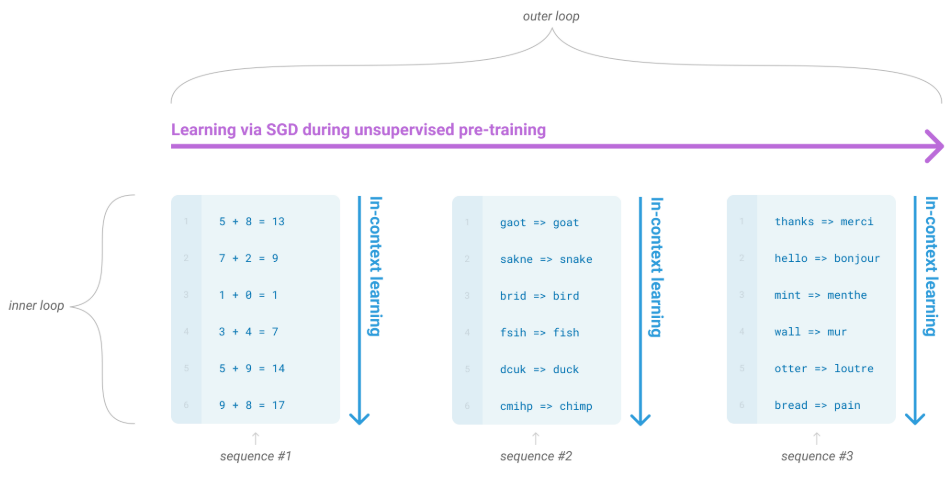 outer loop
Learning via SGD during unsupervised pre-training
inner loop
1 5 + 8 = 13
2 7 + 2 = 9
3 1 + 0 = 1
4 3 + 4 = 7
5 5 + 9 = 14
6 9 + 8 = 17
In-context learning
sequence #1
1 gaot => goat
2 sakne => snake
3 brid => bird
4 fsih => fish
5 dcuk => duck
6 cmihp => chimp
In-context learning
sequence #2
1 thanks => merci
2 hello => bonjour
3 mint => menthe
4 wall => mur
5 otter => loutre
6 bread => pain
In-context learning
sequence #3